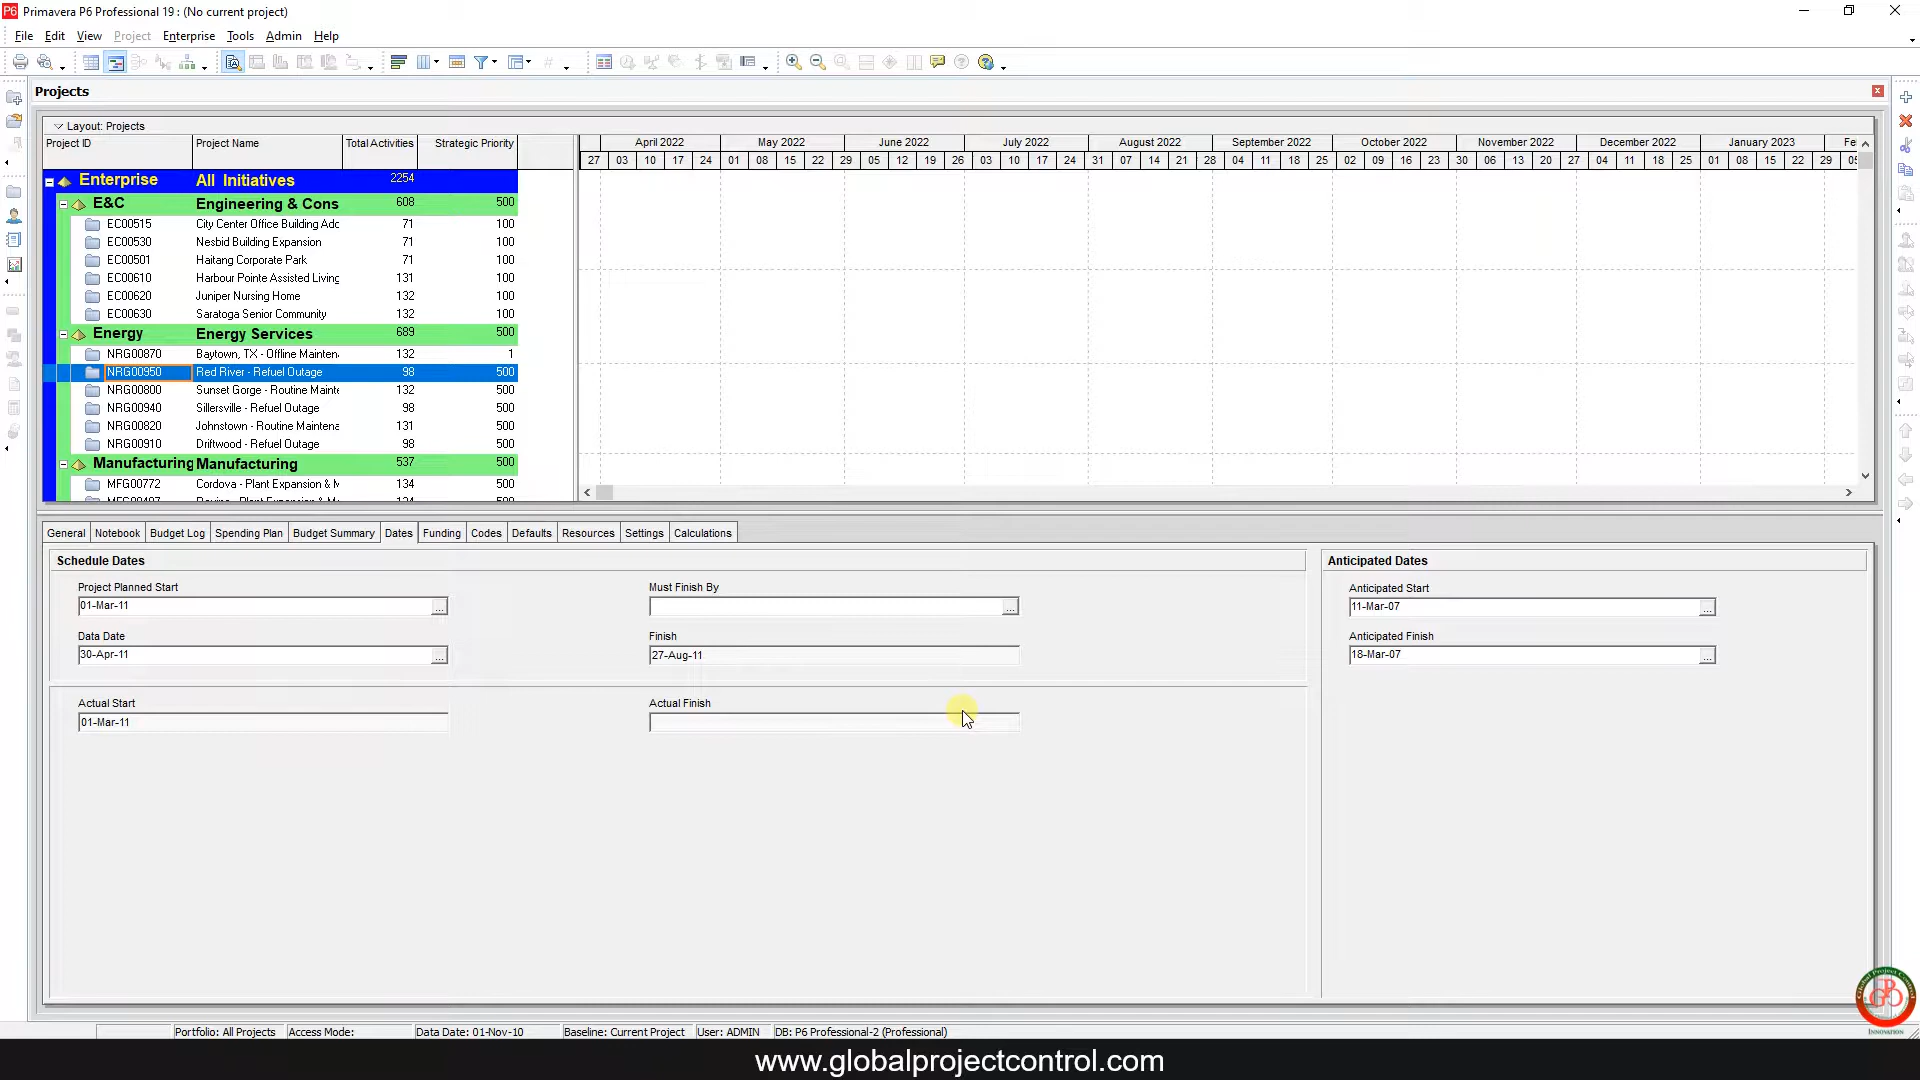 Primavera P6 Professional 19 : (No current project)
File Edit View Project Enterprise Tools Admin Help
Projects
Layout: Projects
Project ID Project Name Total Activities Strategic Priority
April 2022 May 2022 June 2022 July 2022 August 2022 September 2022 October 2022 November 2022 December 2022 January 2023 Fe
27 03 10 17 24 01 08 15 22 29 05 12 19 26 03 10 17 24 31 07 14 21 28 04 11 18 25 02 09 16 23 30 06 13 20 27 04 11 18 25 01 08 15 22 29 05
Enterprise All Initiatives 2254
E&C Engineering & Cons 608 500
EC00515 City Center Office Building Adc 71 100
EC00530 Nesbid Building Expansion 71 100
EC00501 Haitang Corporate Park 71 100
EC00610 Harbour Pointe Assisted Living 131 100
EC00620 Juniper Nursing Home 132 100
EC00630 Saratoga Senior Community 132 100
Energy Energy Services 689 500
NRG00870 Baytown, TX - Offline Mainten 132 1
NRG00950 Red River - Refuel Outage 98 500
NRG00800 Sunset Gorge - Routine Mainte 132 500
NRG00940 Sillersville - Refuel Outage 98 500
NRG00820 Johnstown - Routine Maintena 131 500
NRG00910 Driftwood - Refuel Outage 98 500
Manufacturing Manufacturing 537 500
MFG00772 Cordova - Plant Expansion & M 134 500
General Notebook Budget Log Spending Plan Budget Summary Dates Funding Codes Defaults Resources Settings Calculations
Schedule Dates Anticipated Dates
Project Planned Start Must Finish By Anticipated Start
01-Mar-11 11-Mar-07
Data Date Finish Anticipated Finish
30-Apr-11 27-Aug-11 18-Mar-07
Actual Start Actual Finish
01-Mar-11
Portfolio: All Projects Access Mode: Data Date: 01-Nov-10 Baseline: Current Project User: ADMIN DB: P6 Professional-2 (Professional)
www.globalprojectcontrol.com